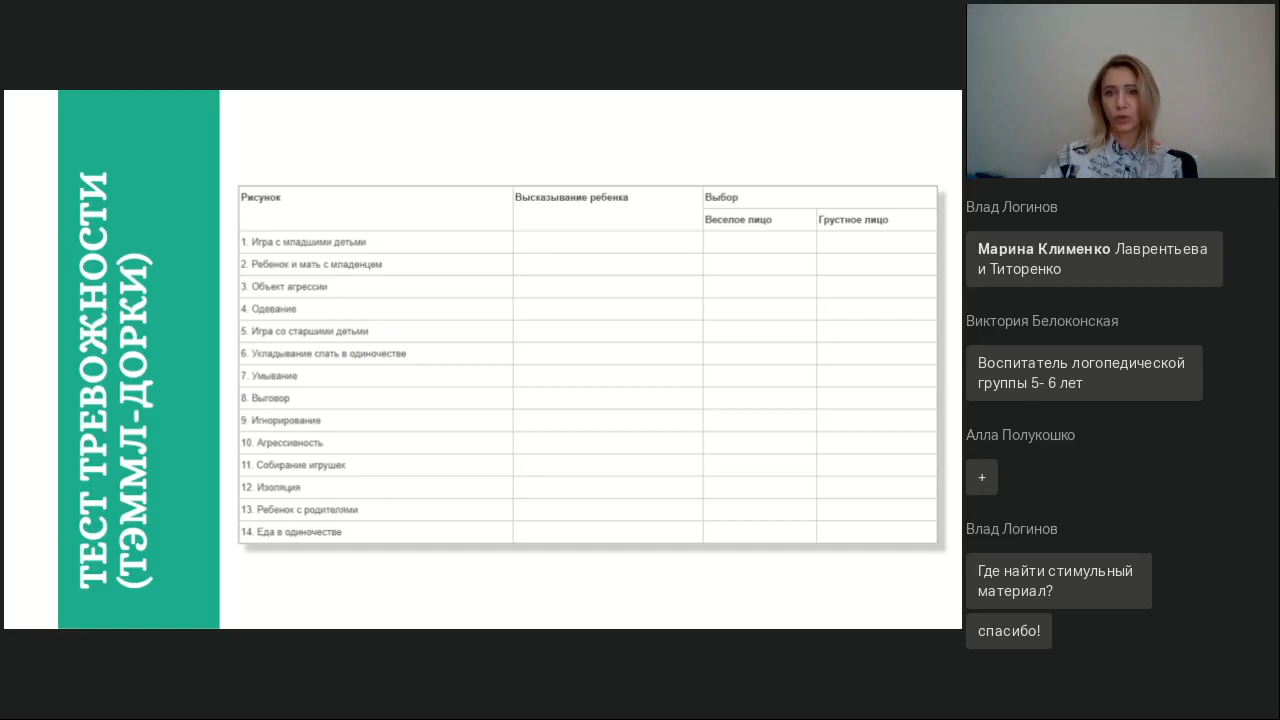 ТЕСТ ТРЕВОЖНОСТИ
(ТЭММЛ-ДОРКИ)
Рисунок Высказывание ребенка Выбор
Веселое лицо Грустное лицо
1. Игра с младшими детьми
2. Ребенок и мать с младенцем
3. Объект агрессии
4. Одевание
5. Игра со старшими детьми
6. Укладывание спать в одиночестве
7. Умывание
8. Выговор
9. Игнорирование
10. Агрессивность
11. Собирание игрушек
12. Изоляция
13. Ребенок с родителями
14. Еда в одиночестве
Влад Логинов
Марина Клименко Лаврентьева
и Титоренко
Виктория Белоконская
Воспитатель логопедической
группы 5- 6 лет
Алла Полукошко
+
Влад Логинов
Где найти стимульный
материал?
спасибо!